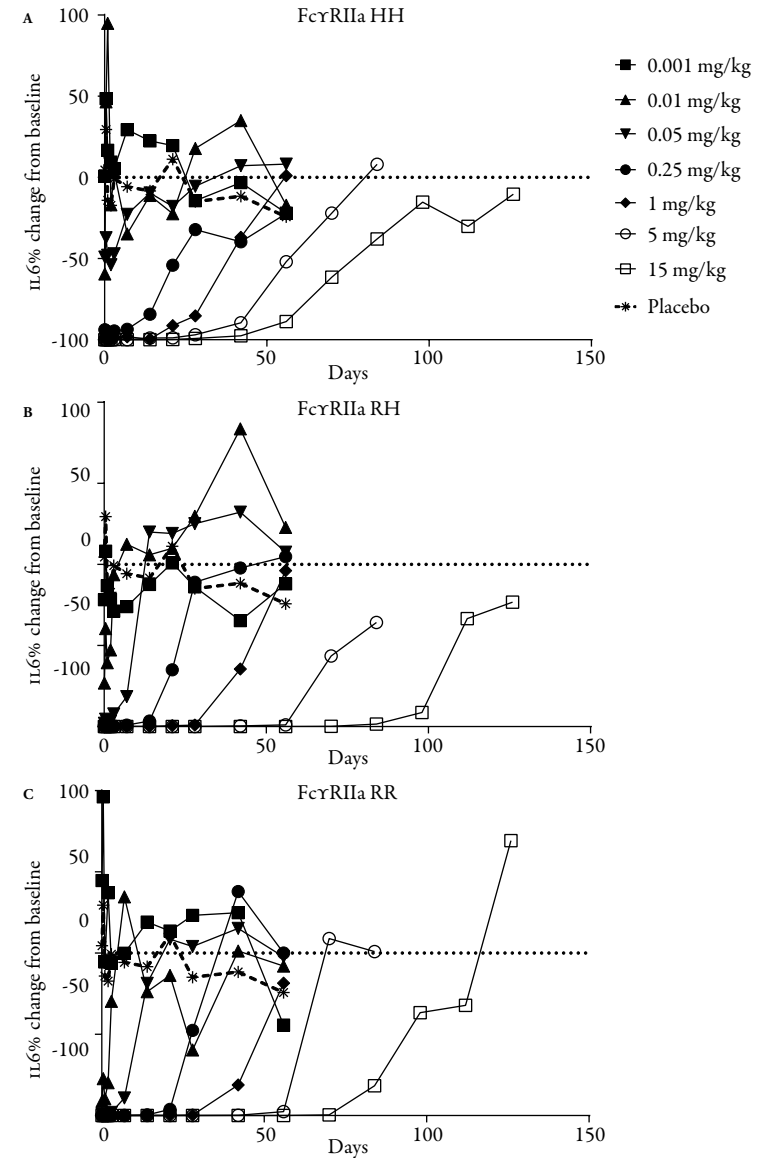 A
FcϒRIIa HH
100
50
0
-50
-100
IL6% change from baseline
0
50
100
150
Days
0.001 mg/kg
0.01 mg/kg
0.05 mg/kg
0.25 mg/kg
1 mg/kg
5 mg/kg
15 mg/kg
Placebo
B
FcϒRIIa RH
100
50
0
-50
-100
IL6% change from baseline
0
50
100
150
Days
C
FcϒRIIa RR
100
50
0
-50
-100
IL6% change from baseline
0
50
100
150
Days